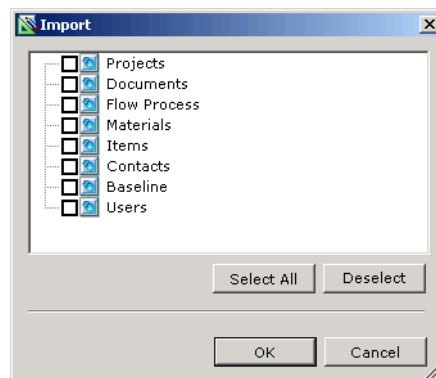 Import
Projects
Documents
Flow Process
Materials
Items
Contacts
Baseline
Users
Select All Deselect
OK Cancel